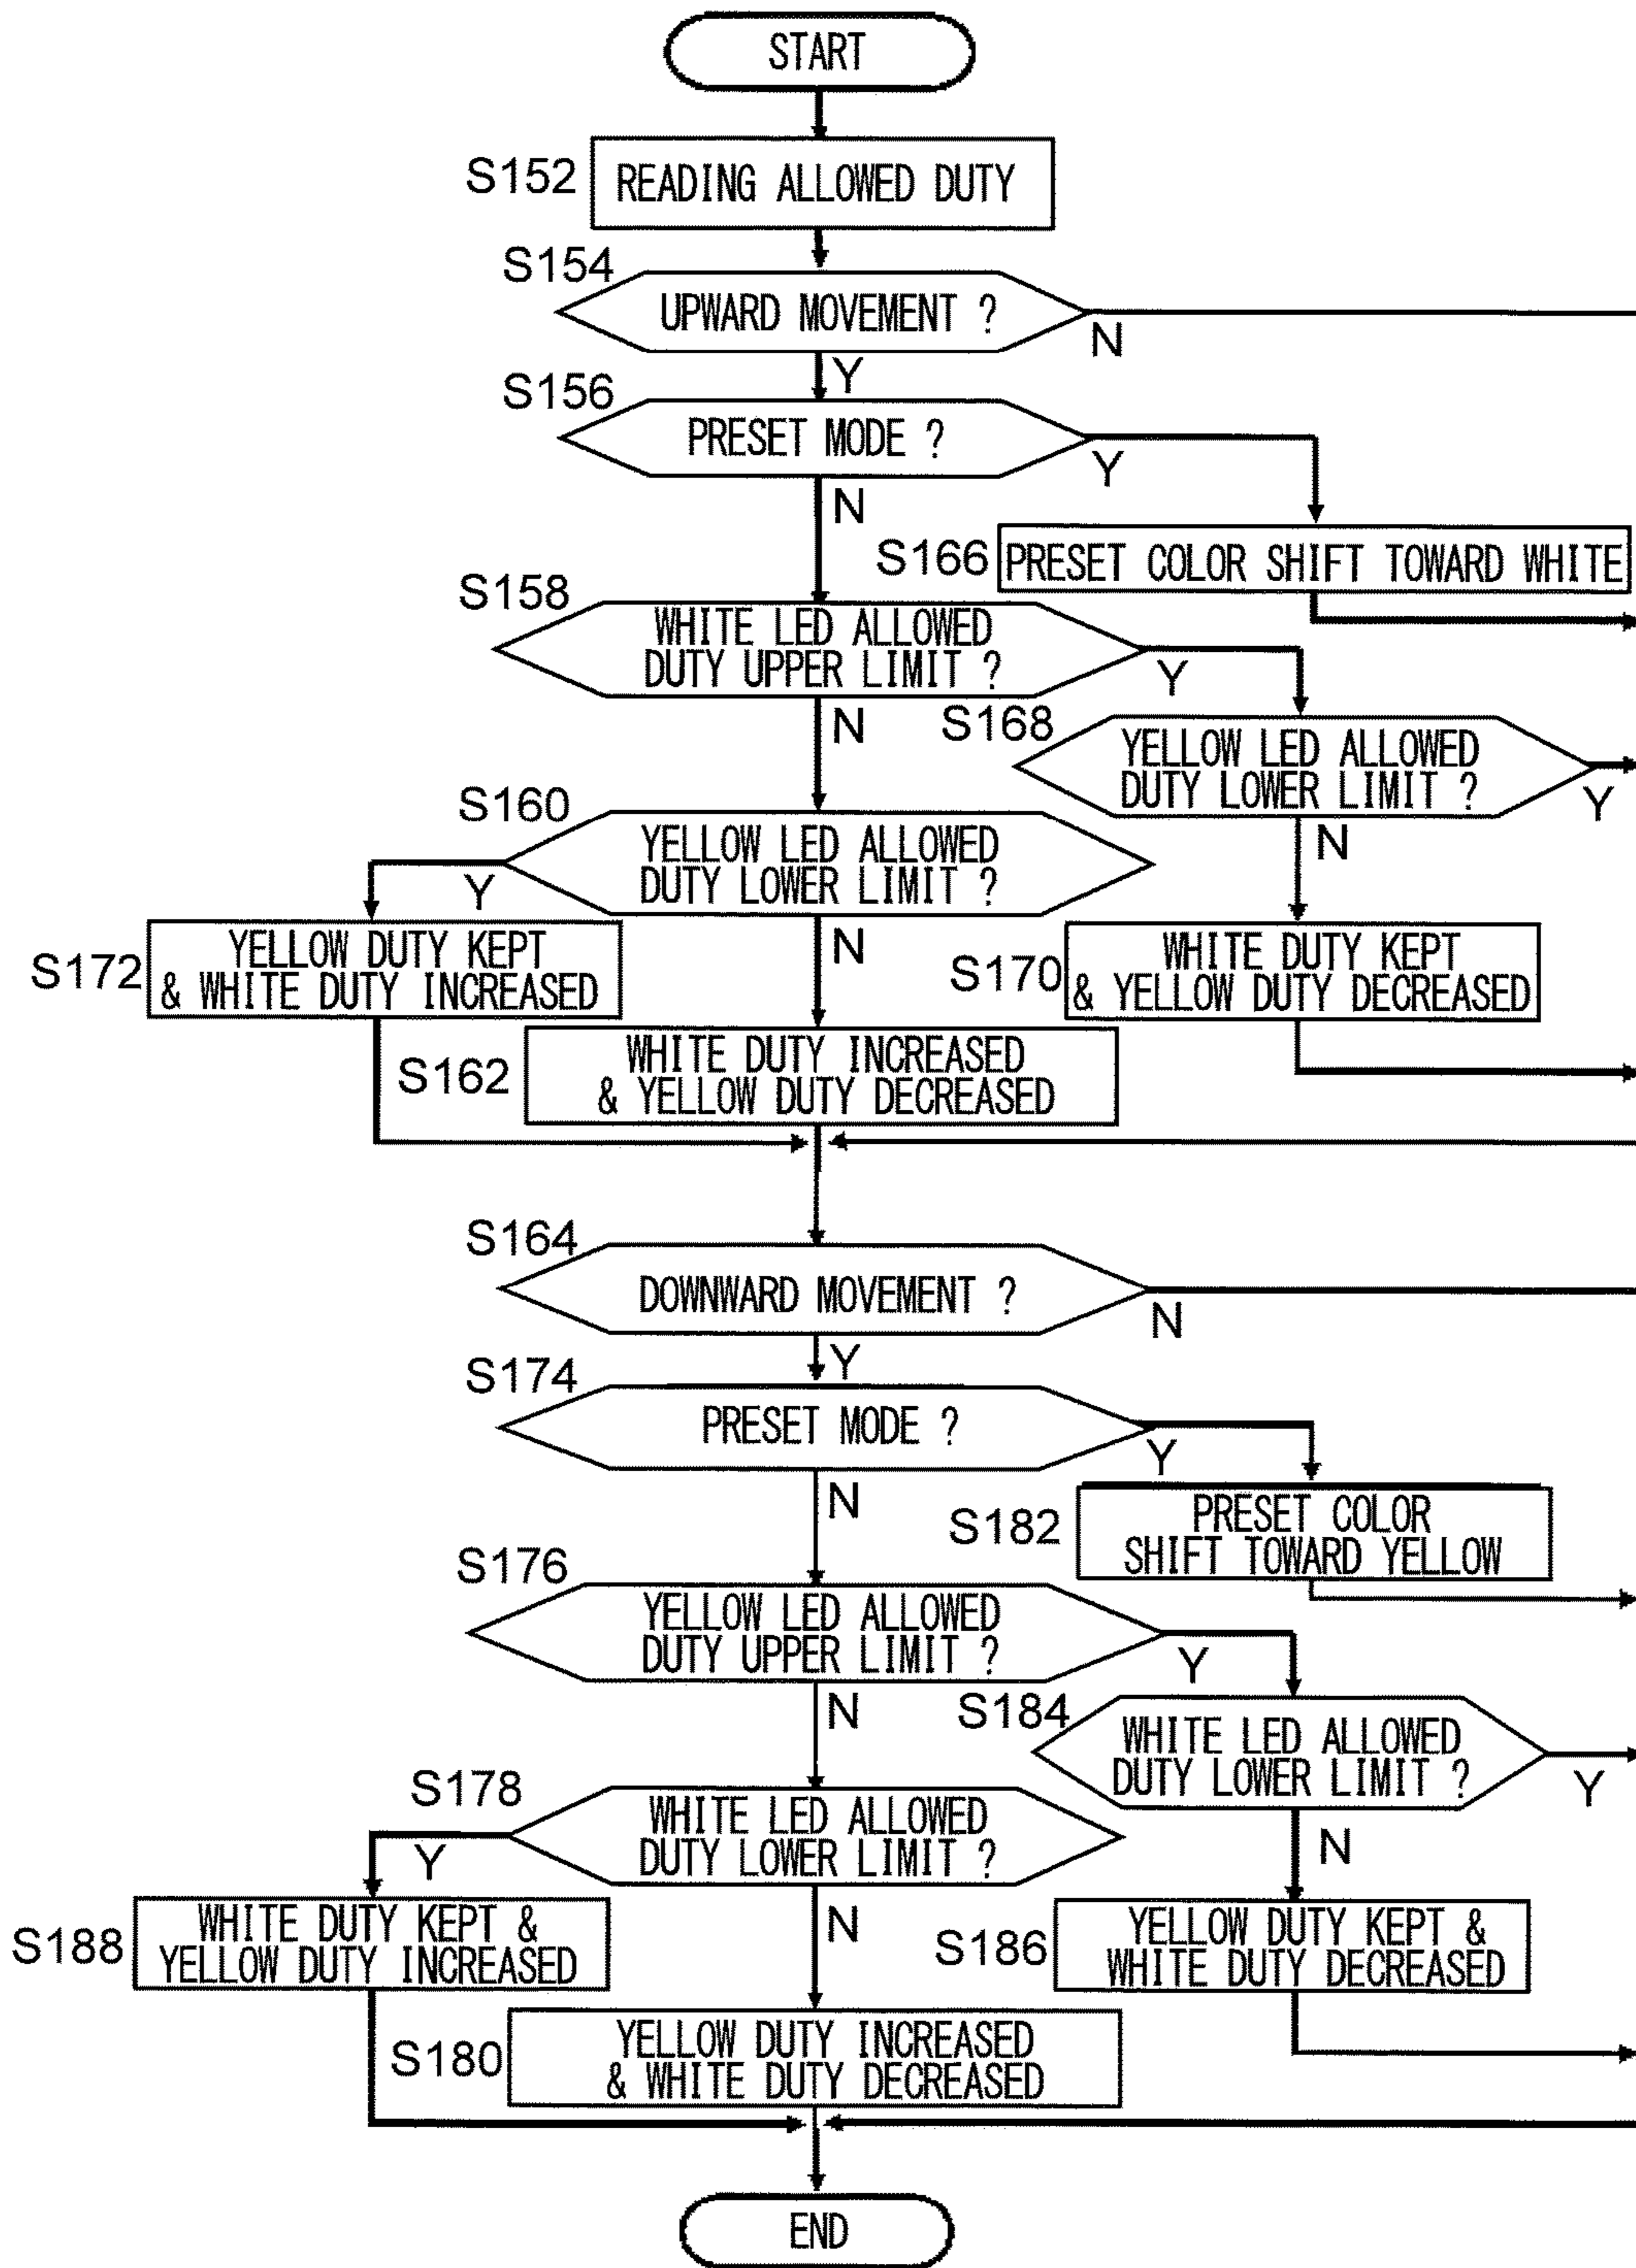 START
S152
READING ALLOWED DUTY
S154
UPWARD MOVEMENT ?
N
Y
S156
PRESET MODE ?
Y
N
S166
PRESET COLOR SHIFT TOWARD WHITE
S158
WHITE LED ALLOWED
DUTY UPPER LIMIT ?
Y
N
S168
YELLOW LED ALLOWED
DUTY LOWER LIMIT ?
Y
N
S160
YELLOW LED ALLOWED
DUTY LOWER LIMIT ?
Y
N
S172
YELLOW DUTY KEPT
& WHITE DUTY INCREASED
S170
WHITE DUTY KEPT
& YELLOW DUTY DECREASED
S162
WHITE DUTY INCREASED
& YELLOW DUTY DECREASED
S164
DOWNWARD MOVEMENT ?
N
Y
S174
PRESET MODE ?
Y
N
S182
PRESET COLOR
SHIFT TOWARD YELLOW
S176
YELLOW LED ALLOWED
DUTY UPPER LIMIT ?
Y
N
S184
WHITE LED ALLOWED
DUTY LOWER LIMIT ?
Y
N
S178
WHITE LED ALLOWED
DUTY LOWER LIMIT ?
Y
N
S188
WHITE DUTY KEPT &
YELLOW DUTY INCREASED
S186
YELLOW DUTY KEPT &
WHITE DUTY DECREASED
S180
YELLOW DUTY INCREASED
& WHITE DUTY DECREASED
END